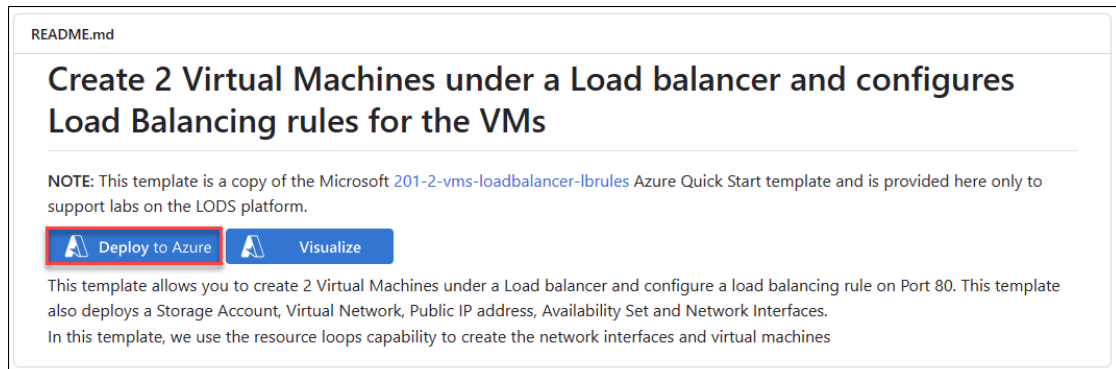 README.md
Create 2 Virtual Machines under a Load balancer and configures
Load Balancing rules for the VMs
NOTE: This template is a copy of the Microsoft 201-2-vms-loadbalancer-lbrules Azure Quick Start template and is provided here only to
support labs on the LODS platform.
Deploy to Azure Visualize
This template allows you to create 2 Virtual Machines under a Load balancer and configure a load balancing rule on Port 80. This template
also deploys a Storage Account, Virtual Network, Public IP address, Availability Set and Network Interfaces.
In this template, we use the resource loops capability to create the network interfaces and virtual machines